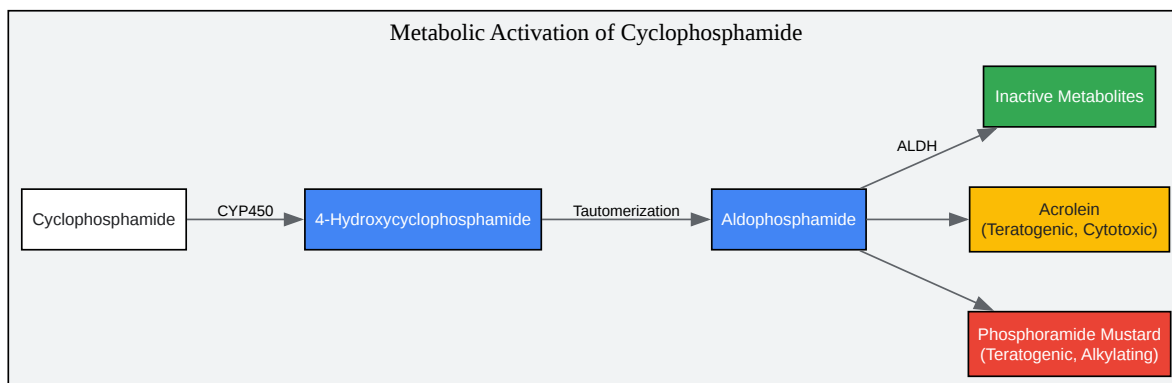 Metabolic Activation of Cyclophosphamide
Inactive Metabolites
ALDH
Cyclophosphamide
CYP450
4-Hydroxycyclophosphamide
Tautomerization
Aldophosphamide
Acrolein
(Teratogenic, Cytotoxic)
Phosphoramide Mustard
(Teratogenic, Alkylating)